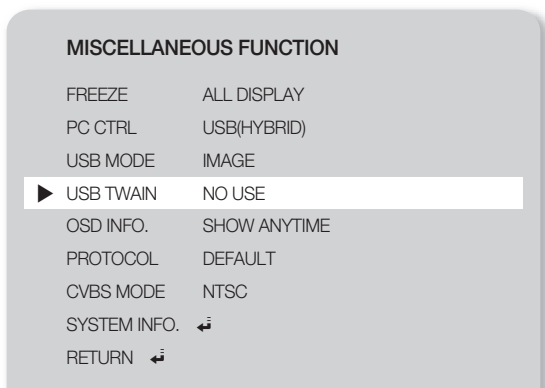 MISCELLANEOUS FUNCTION
FREEZE ALL DISPLAY
PC CTRL USB(HYBRID)
USB MODE IMAGE
USB TWAIN NO USE
OSD INFO. SHOW ANYTIME
PROTOCOL DEFAULT
CVBS MODE NTSC
SYSTEM INFO.
RETURN